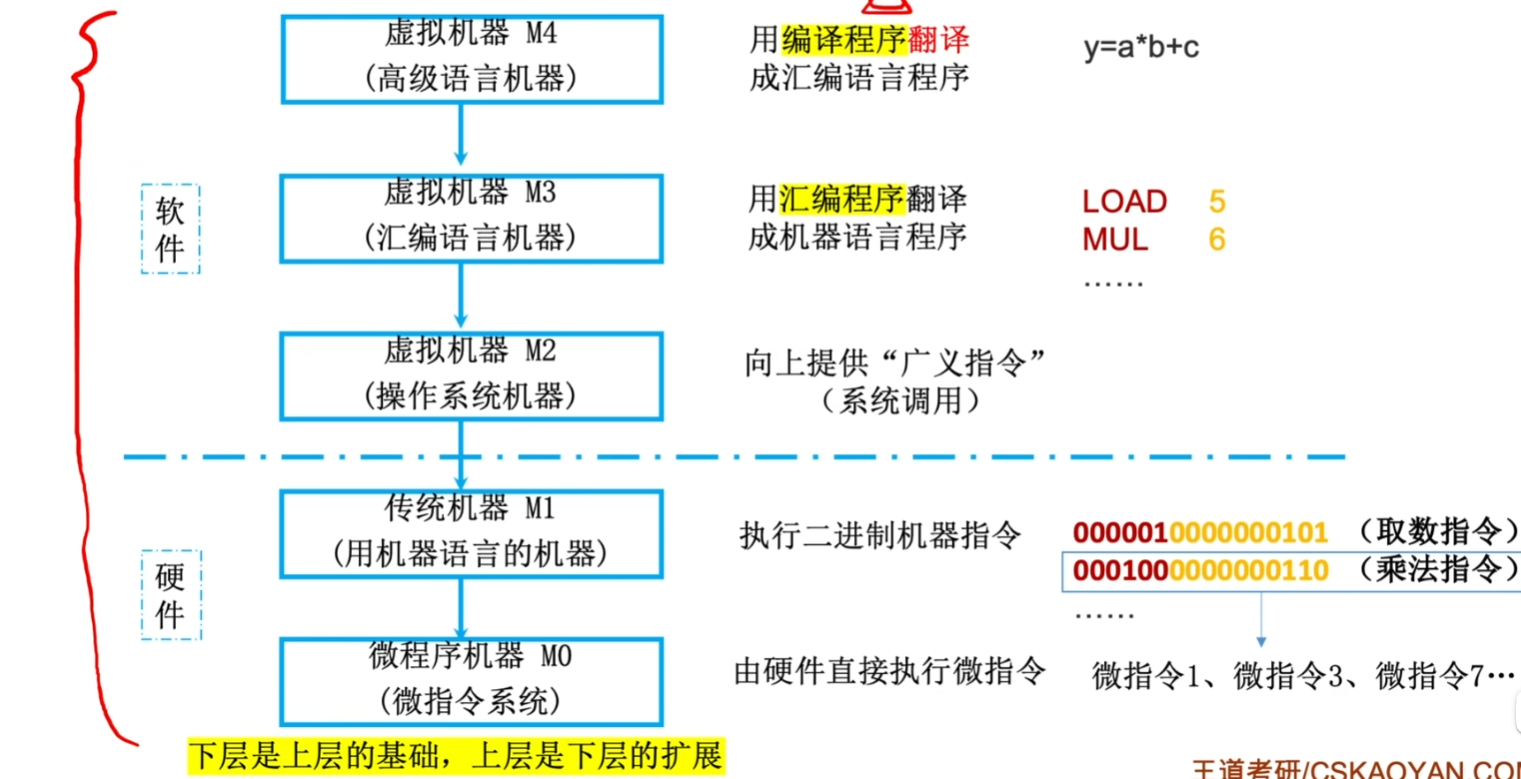 虚拟机器 M4
(高级语言机器)
用编译程序翻译
成汇编语言程序
y=a*b+c
软
件
虚拟机器 M3
(汇编语言机器)
用汇编程序翻译
成机器语言程序
LOAD 5
MUL 6
……
虚拟机器 M2
(操作系统机器)
向上提供“广义指令”
（系统调用）
传统机器 M1
(用机器语言的机器)
执行二进制机器指令
0000010000000101 （取数指令）
0001000000000110 （乘法指令）
……
硬
件
微程序机器 M0
(微指令系统)
由硬件直接执行微指令
微指令1、微指令3、微指令7…
下层是上层的基础，上层是下层的扩展
王道考研/CSKAOYAN.COM